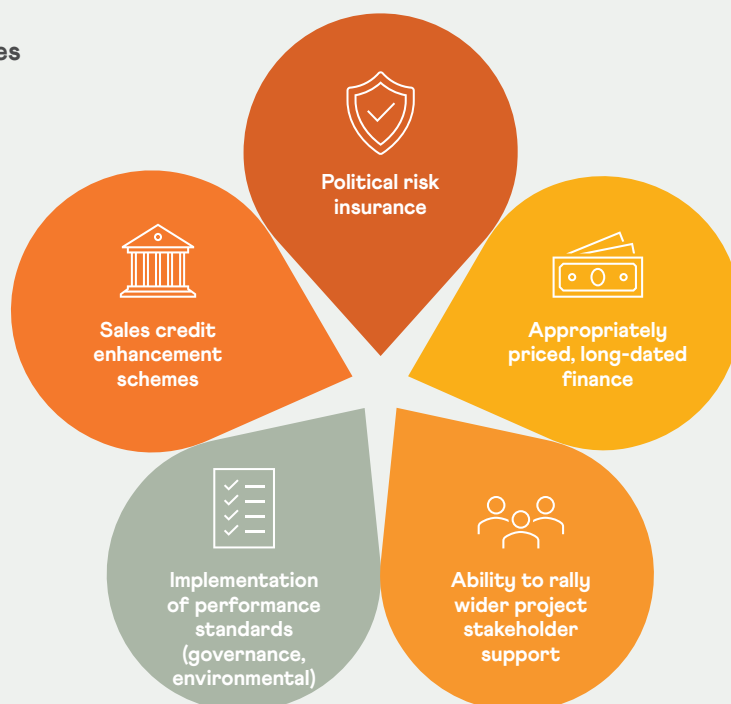 Political risk
insurance
Sales credit
enhancement
schemes
Appropriately
priced, long-dated
finance
Implementation
of performance
standards
(governance,
environmental)
Ability to rally
wider project
stakeholder
support